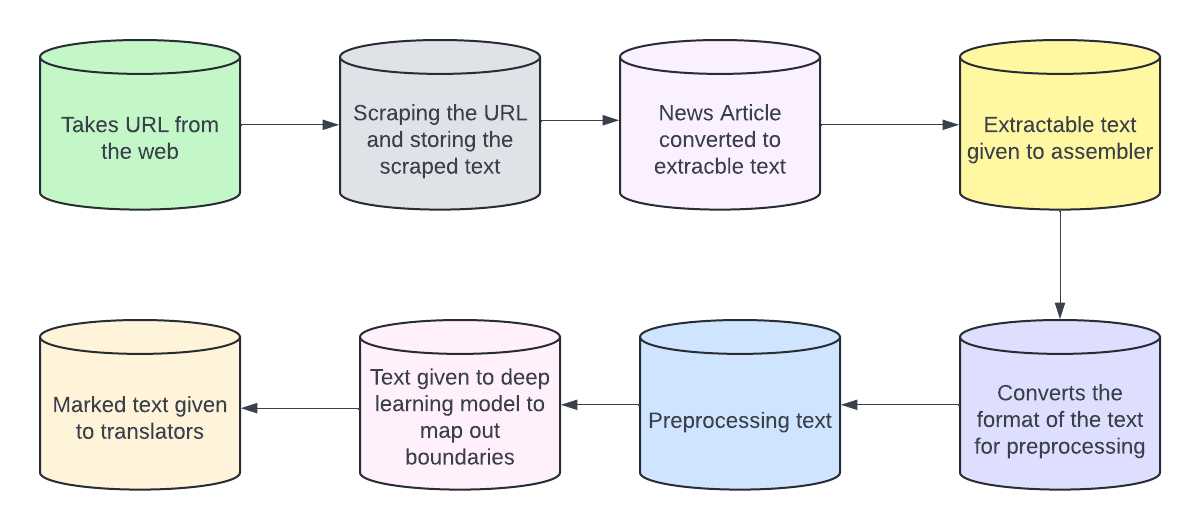 Takes URL from
the web
Scraping the URL
and storing the
scraped text
News Article
converted to
extracble text
Extractable text
given to assembler
Converts the
format of the text
for preprocessing
Preprocessing text
Text given to deep
learning model to
map out
boundaries
Marked text given
to translators